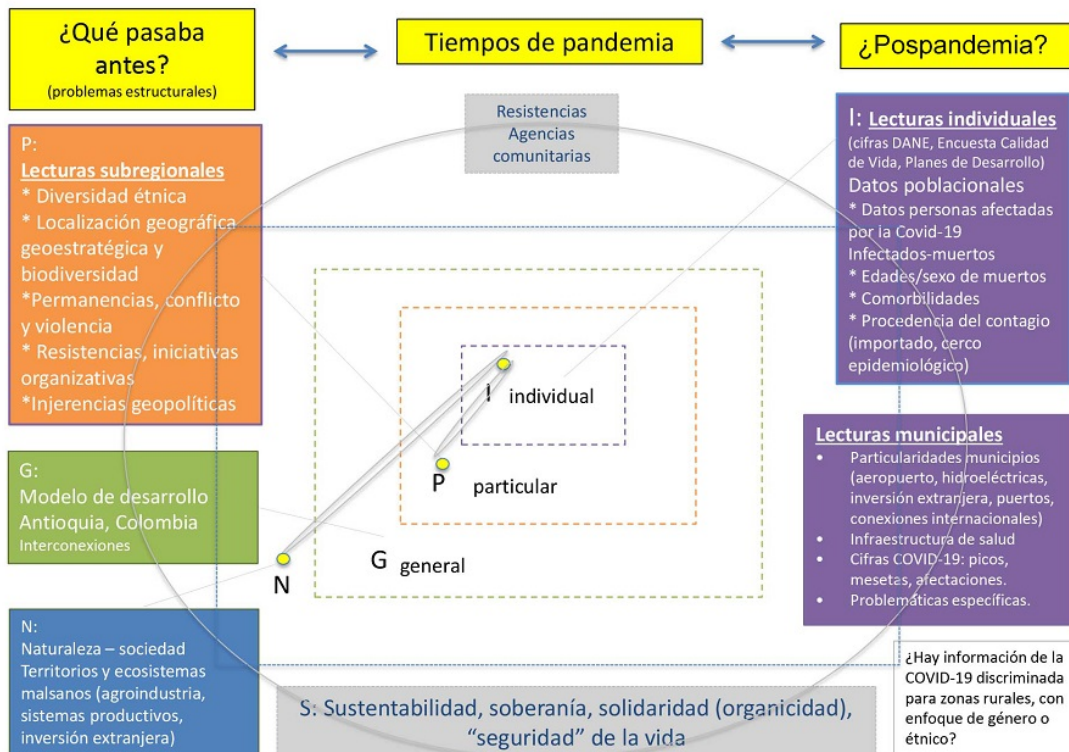 ¿Qué pasaba
antes?
(problemas estructurales)
Tiempos de pandemia
¿Pospandemia?
Resistencias
Agencias
comunitarias
P:
Lecturas subregionales
* Diversidad étnica
* Localización geográfica
geoestratégica y
biodiversidad
*Permanencias, conflicto
y violencia
* Resistencias, iniciativas
organizativas
*Injerencias geopolíticas
G:
Modelo de desarrollo
Antioquia, Colombia
Interconexiones
N:
Naturaleza – sociedad
Territorios y ecosistemas
malsanos (agroindustria,
sistemas productivos,
inversión extranjera)
I individual
P particular
G general
N
I: Lecturas individuales
(cifras DANE, Encuesta Calidad
de Vida, Planes de Desarrollo)
Datos poblacionales
* Datos personas afectadas
por la Covid-19
Infectados-muertos
* Edades/sexo de muertos
* Comorbilidades
* Procedencia del contagio
(importado, cerco
epidemiológico)
Lecturas municipales
• Particularidades municipios
(aeropuerto, hidroeléctricas,
inversión extranjera, puertos,
conexiones internacionales)
• Infraestructura de salud
• Cifras COVID-19: picos,
mesetas, afectaciones.
• Problemáticas específicas.
¿Hay información de la
COVID-19 discriminada
para zonas rurales, con
enfoque de género o
étnico?
S: Sustentabilidad, soberanía, solidaridad (organicidad),
“seguridad” de la vida